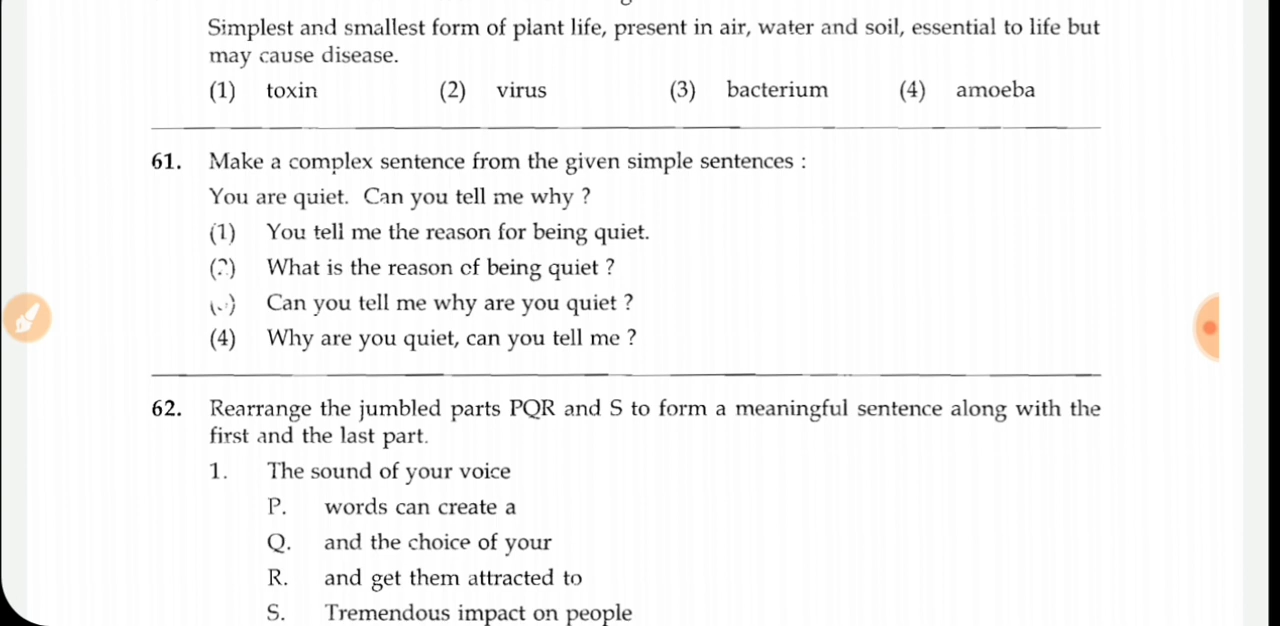 Simplest and smallest form of plant life, present in air, water and soil, essential to life but
may cause disease.
(1) toxin (2) virus (3) bacterium (4) amoeba
61. Make a complex sentence from the given simple sentences :
You are quiet. Can you tell me why ?
(1) You tell me the reason for being quiet.
(2) What is the reason of being quiet ?
Can you tell me why are you quiet ?
(4) Why are you quiet, can you tell me ?
62. Rearrange the jumbled parts PQR and S to form a meaningful sentence along with the
first and the last part.
1. The sound of your voice
P. words can create a
Q. and the choice of your
R. and get them attracted to
S. Tremendous impact on people